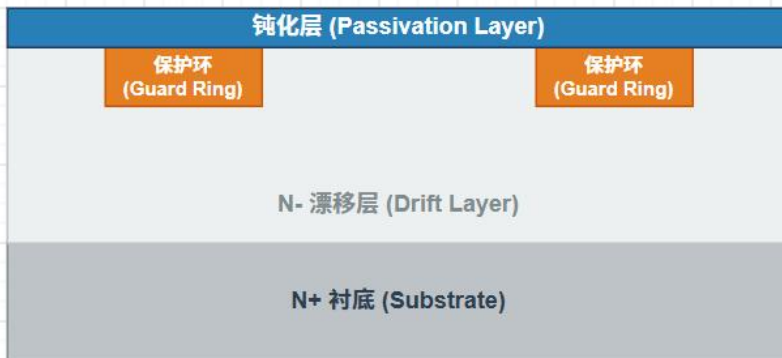 钝化层 (Passivation Layer)
保护环
(Guard Ring)
保护环
(Guard Ring)
N- 漂移层 (Drift Layer)
N+ 衬底 (Substrate)